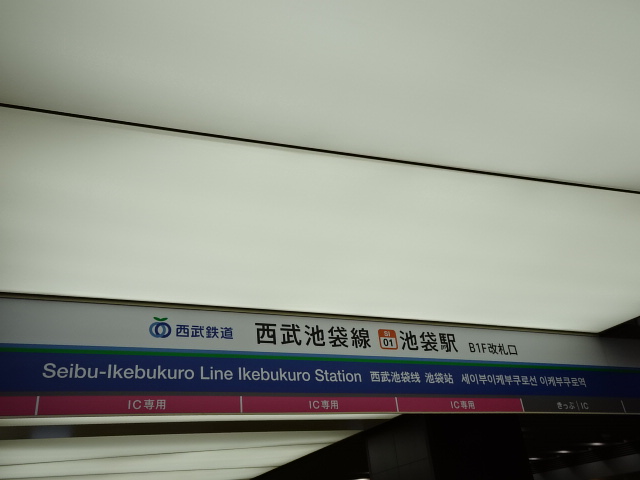 西武鉄道 西武池袋線 SI 01 池袋駅 B1F改札口
Seibu-Ikebukuro Line Ikebukuro Station 西武池袋线 池袋站 세이부이케부쿠로선 이케부쿠로역
IC専用 IC専用 IC専用 きっぷ | IC